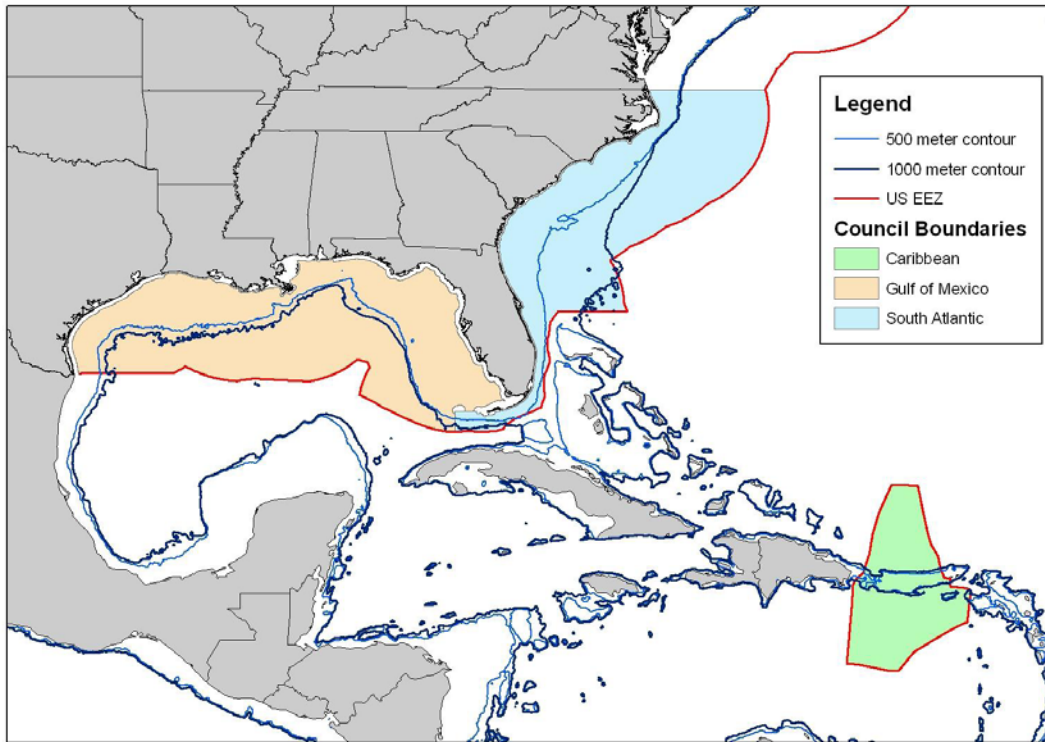 Legend
500 meter contour
1000 meter contour
US EEZ
Council Boundaries
Caribbean
Gulf of Mexico
South Atlantic